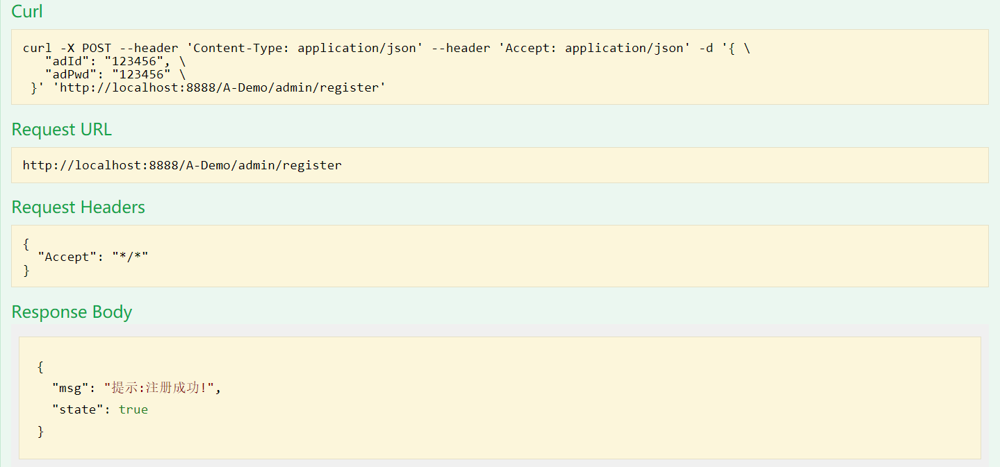 Curl
curl -X POST --header 'Content-Type: application/json' --header 'Accept: application/json' -d '{ \
"adId": "123456", \
"adPwd": "123456" \
}' 'http://localhost:8888/A-Demo/admin/register'
Request URL
http://localhost:8888/A-Demo/admin/register
Request Headers
{
"Accept": "*/*"
}
Response Body
{
"msg": "提示:注册成功!",
"state": true
}